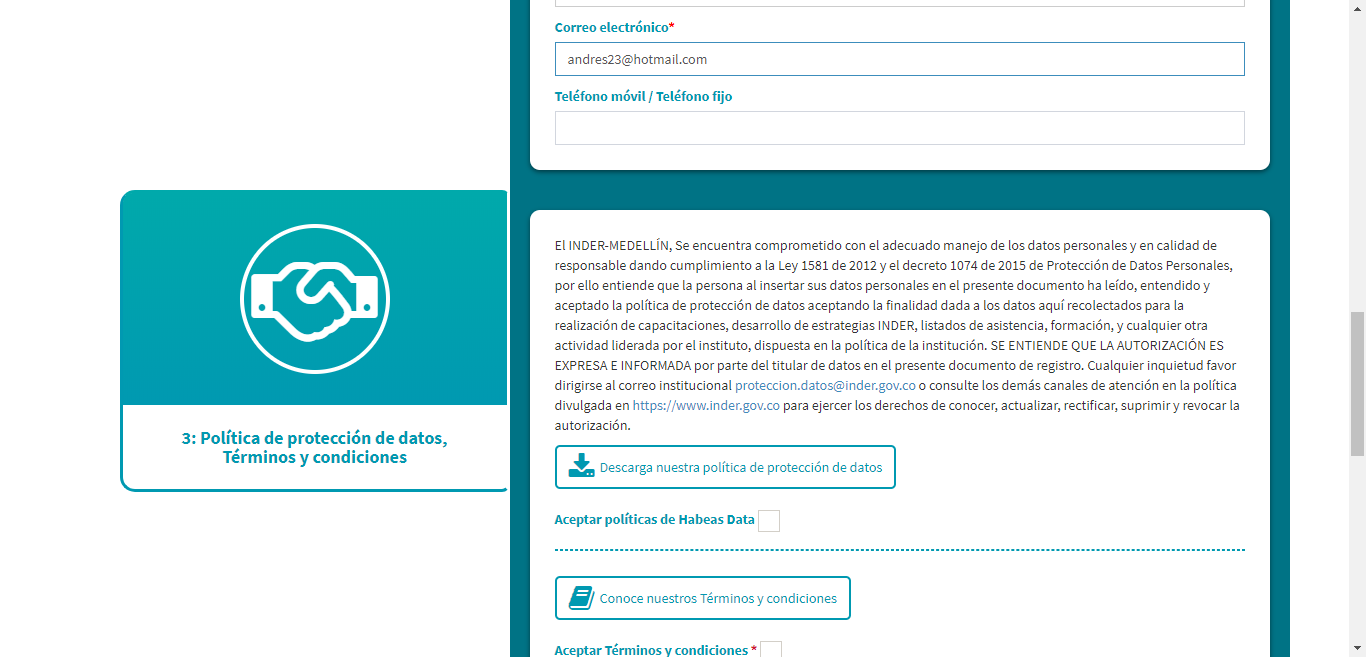 Correo electrónico*
andres23@hotmail.com
Teléfono móvil / Teléfono fijo
3: Política de protección de datos,
Términos y condiciones
El INDER-MEDELLÍN, Se encuentra comprometido con el adecuado manejo de los datos personales y en calidad de
responsable dando cumplimiento a la Ley 1581 de 2012 y el decreto 1074 de 2015 de Protección de Datos Personales,
por ello entiende que la persona al insertar sus datos personales en el presente documento ha leído, entendido y
aceptado la política de protección de datos aceptando la finalidad dada a los datos aquí recolectados para la
realización de capacitaciones, desarrollo de estrategias INDER, listados de asistencia, formación, y cualquier otra
actividad liderada por el instituto, dispuesta en la política de la institución. SE ENTIENDE QUE LA AUTORIZACIÓN ES
EXPRESA E INFORMADA por parte del titular de datos en el presente documento de registro. Cualquier inquietud favor
dirigirse al correo institucional proteccion.datos@inder.gov.co o consulte los demás canales de atención en la política
divulgada en https://www.inder.gov.co para ejercer los derechos de conocer, actualizar, rectificar, suprimir y revocar la
autorización.
Descarga nuestra política de protección de datos
Aceptar políticas de Habeas Data
Conoce nuestros Términos y condiciones
Aceptar Términos y condiciones *